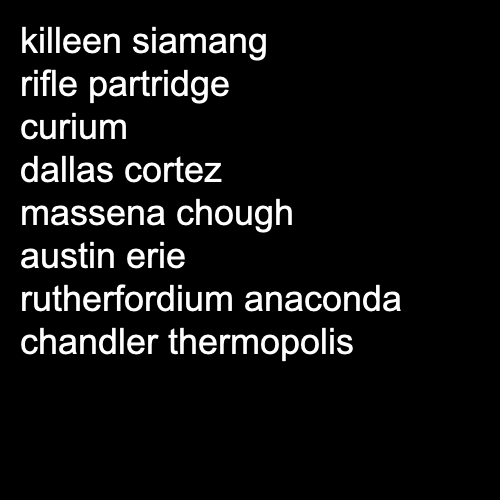 killeen siamang
rifle partridge
curium
dallas cortez
massena chough
austin erie
rutherfordium anaconda
chandler thermopolis